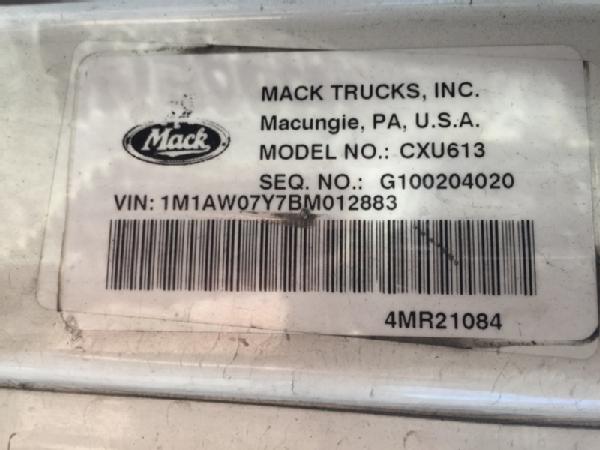 Mack
MACK TRUCKS, INC.
Macungie, PA, U.S.A.
MODEL NO.: CXU613
SEQ. NO.: G100204020
VIN: 1M1AW07Y7BM012883
4MR21084